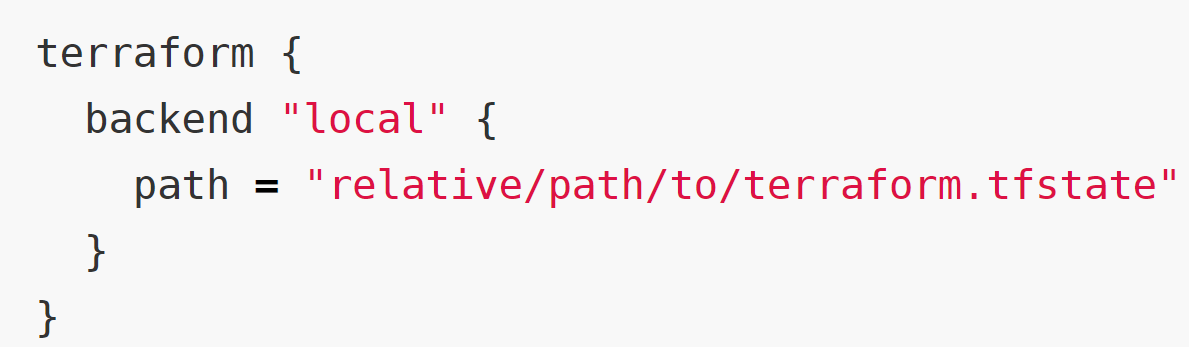 terraform {
  backend "local" {
    path = "relative/path/to/terraform.tfstate"
  }
}